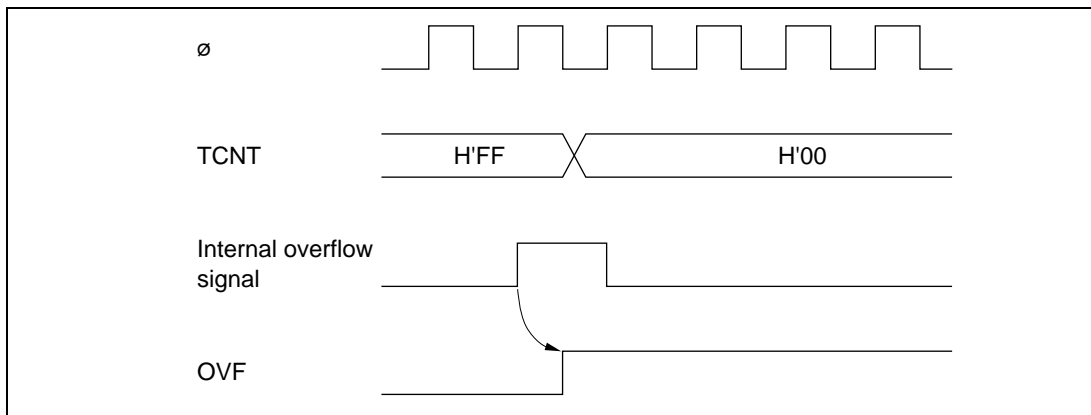 ø
TCNT
H'FF
H'00
Internal overflow
signal
OVF